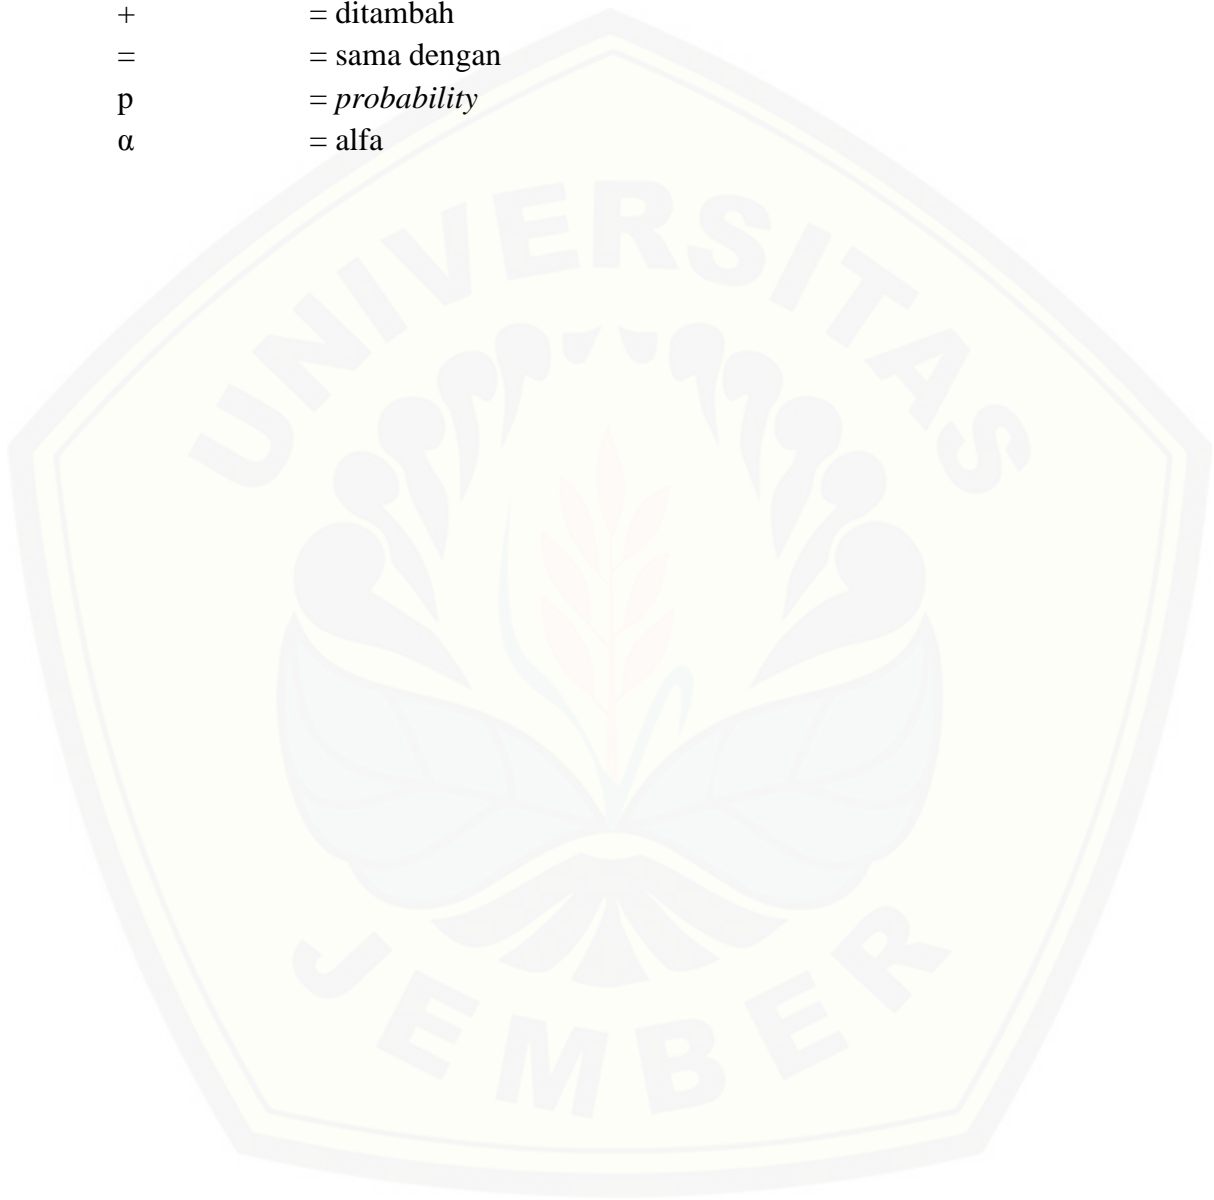 + = ditambah
= = sama dengan
p = probability
α = alfa
UNIVERSITAS
JEMBER